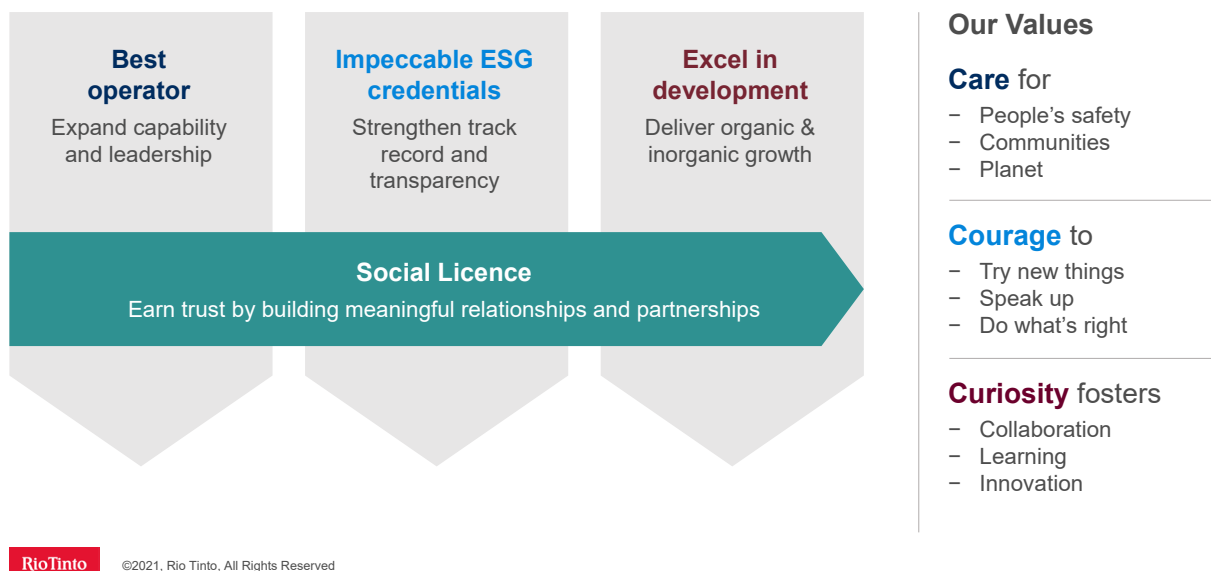 Best
operator
Expand capability
and leadership
Impeccable ESG
credentials
Strengthen track
record and
transparency
Excel in
development
Deliver organic &
inorganic growth
Social Licence
Earn trust by building meaningful relationships and partnerships
Our Values
Care for
− People’s safety
− Communities
− Planet
Courage to
− Try new things
− Speak up
− Do what’s right
Curiosity fosters
− Collaboration
− Learning
− Innovation
RioTinto
©2021, Rio Tinto, All Rights Reserved